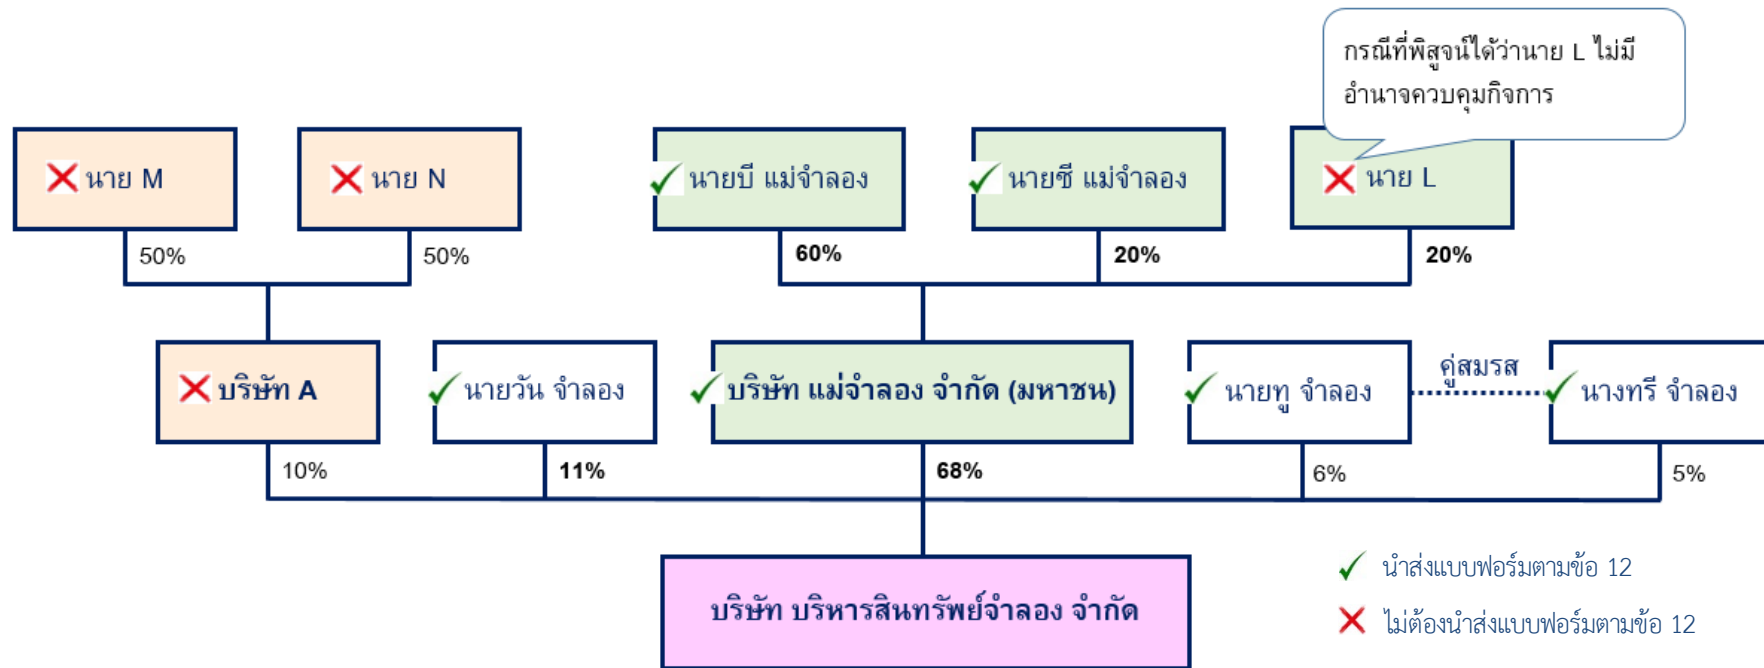 กรณีที่พิสูจน์ได้ว่านาย L ไม่มี
อำนาจควบคุมกิจการ
นาย M
นาย N
นายบี แม่จำลอง
นายซี แม่จำลอง
นาย L
50%
50%
60%
20%
20%
บริษัท A
นายวัน จำลอง
บริษัท แม่จำลอง จำกัด (มหาชน)
นายทู จำลอง
คู่สมรส
นางทรี จำลอง
10%
11%
68%
6%
5%
บริษัท บริหารสินทรัพย์จำลอง จำกัด
นำส่งแบบฟอร์มตามข้อ 12
ไม่ต้องนำส่งแบบฟอร์มตามข้อ 12